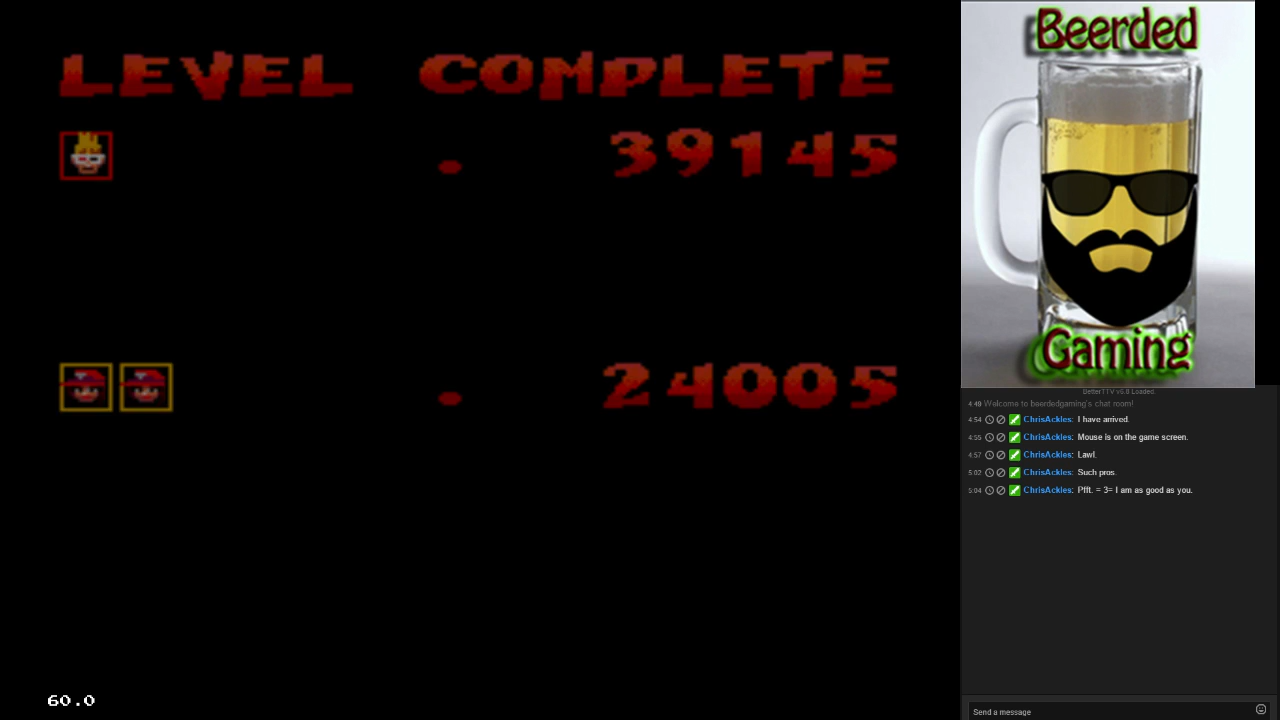 LEVEL COMPLETE
39145
24005
60.0
Beerded
Gaming
BetterTTV v6.8 Loaded.
4:48 Welcome to beerdedgaming's chat room!
4:54 ChrisAckles: I have arrived.
4:55 ChrisAckles: Mouse is on the game screen.
4:57 ChrisAckles: Lawl.
5:02 ChrisAckles: Such pros.
5:04 ChrisAckles: Pfft. = 3= I am as good as you.
Send a message